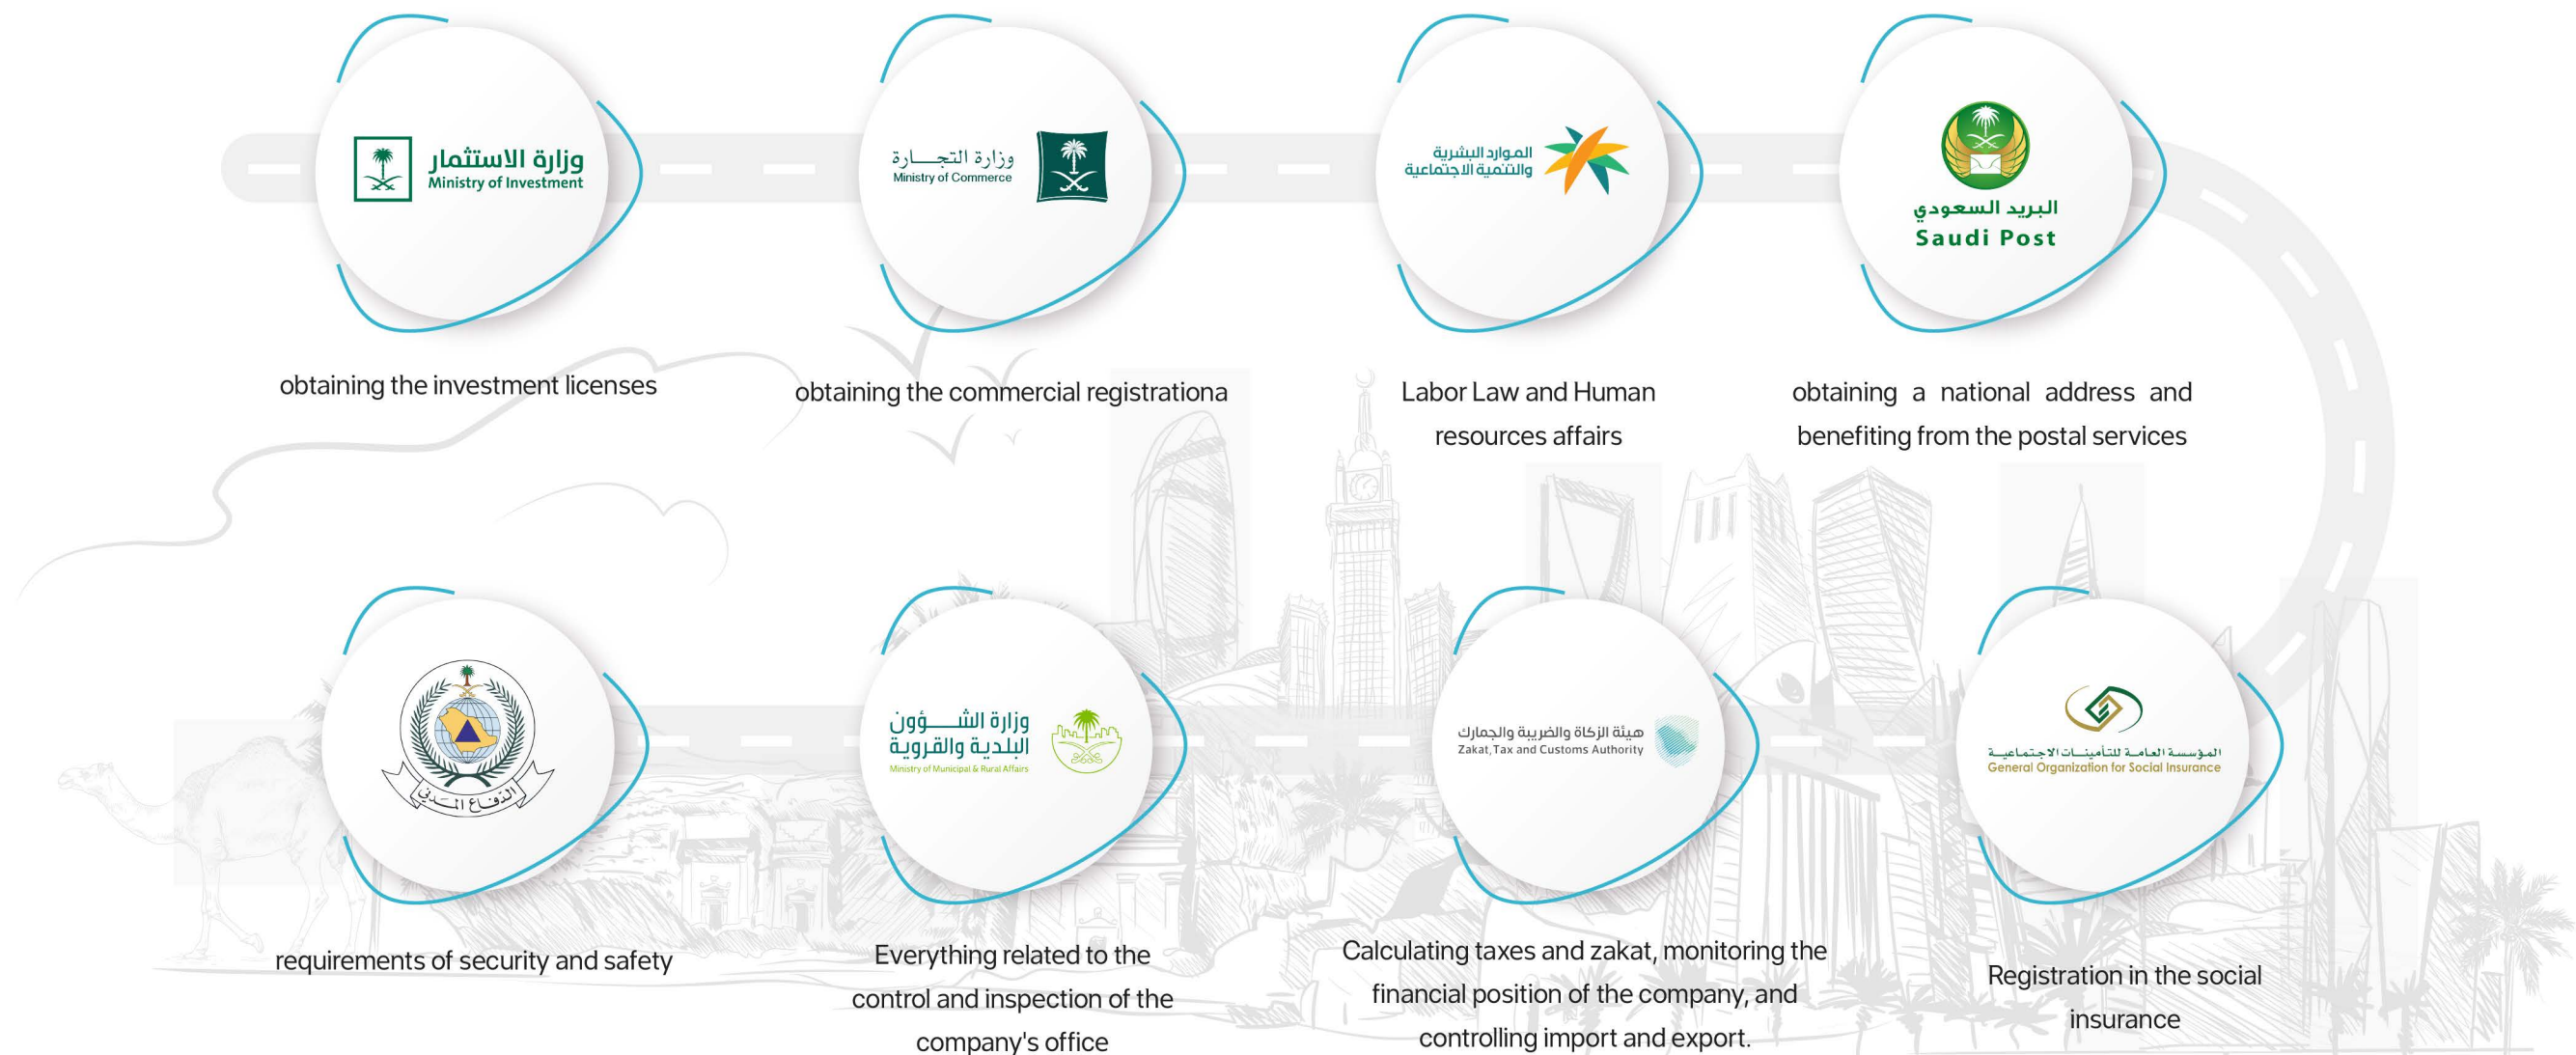 وزارة الاستثمار
Ministry of Investment
obtaining the investment licenses
وزارة التجـــارة
Ministry of Commerce
obtaining the commercial registrationa
الموارد البشرية
والتنمية الاجتماعية
Labor Law and Human
resources affairs
البريد السعودي
Saudi Post
obtaining a national address and
benefiting from the postal services
الدفاع المدني
requirements of security and safety
وزارة الشــــؤون
البلدية والقروية
Ministry of Municipal & Rural Affairs
Everything related to the
control and inspection of the
company's office
هيئة الزكاة والضريبة والجمارك
Zakat, Tax and Customs Authority
Calculating taxes and zakat, monitoring the
financial position of the company, and
controlling import and export.
المؤسسة العامة للتأمينات الاجتماعية
General Organization for Social Insurance
Registration in the social
insurance